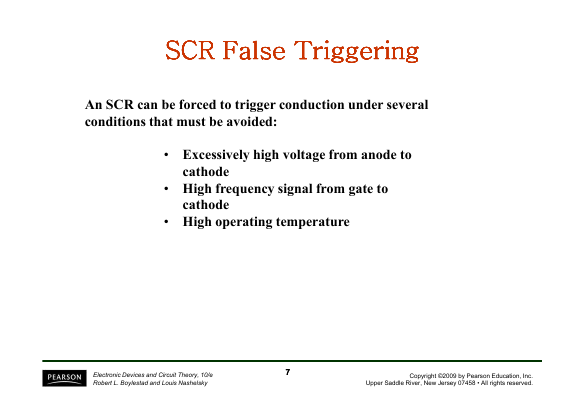 SCR False Triggering
An SCR can be forced to trigger conduction under several
conditions that must be avoided:
• Excessively high voltage from anode to
cathode
• High frequency signal from gate to
cathode
• High operating temperature
PEARSON
Electronic Devices and Circuit Theory, 10/e
Robert L. Boylestad and Louis Nashelsky
7
Copyright ©2009 by Pearson Education, Inc.
Upper Saddle River, New Jersey 07458 • All rights reserved.